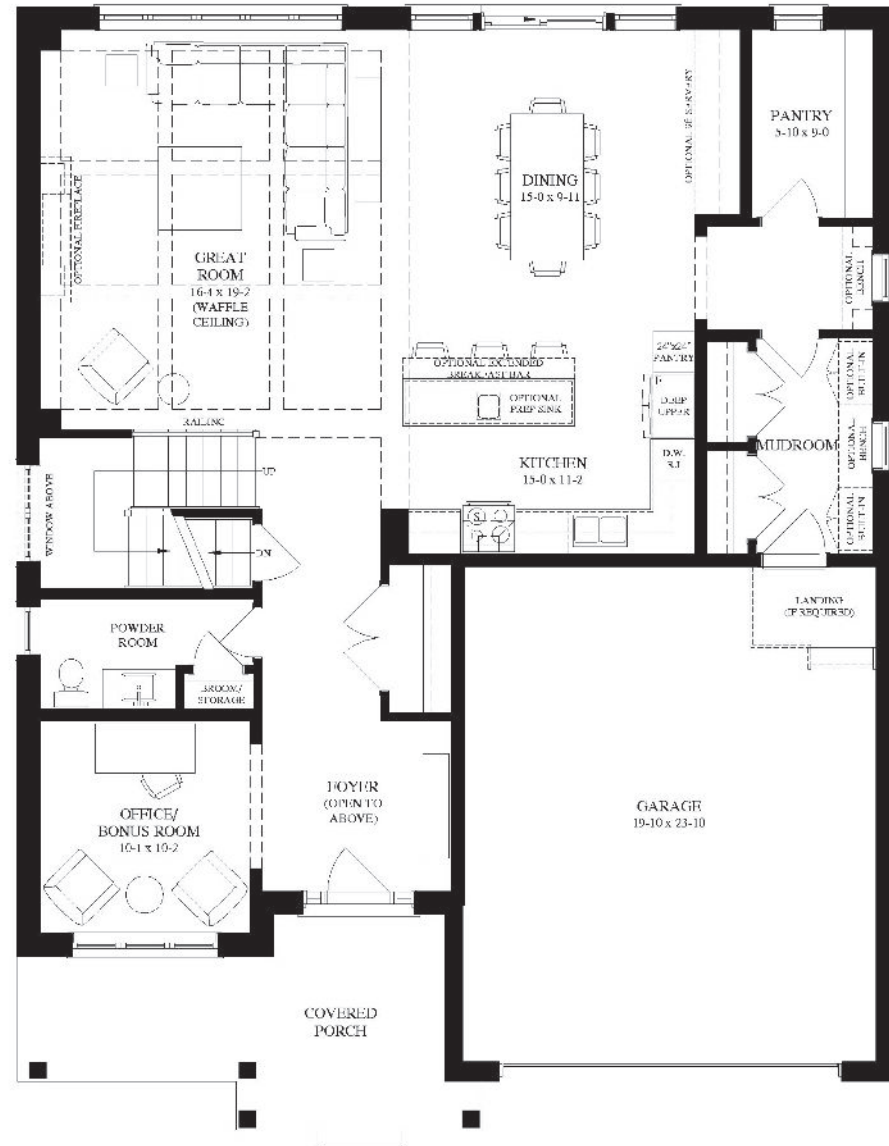 PANTRY
5-10 x 9-0
OPTIONAL
DINING
15-0 x 9-11
OPTIONAL FIREPLACE
GREAT
ROOM
16-4 x 19-2
(WAFFLE
CEILING)
OPTIONAL
BENCH
24"x24"
PANTRY
OPTIONAL EXTENDED
BREAKFAST BAR
OPTIONAL
PREP SINK
DEEP
UPPER
OPTIONAL
BUILT-IN
RAILING
MUDROOM
OPTIONAL
BENCH
D.W.
R.I.
KITCHEN
15-0 x 11-2
UP
WINDOW ABOVE
OPTIONAL
BUILT-IN
DN
LANDING
(IF REQUIRED)
POWDER
ROOM
BROOM/
STORAGE
FOYER
(OPEN TO
ABOVE)
OFFICE/
BONUS ROOM
10-1 x 10-2
GARAGE
19-10 x 23-10
COVERED
PORCH